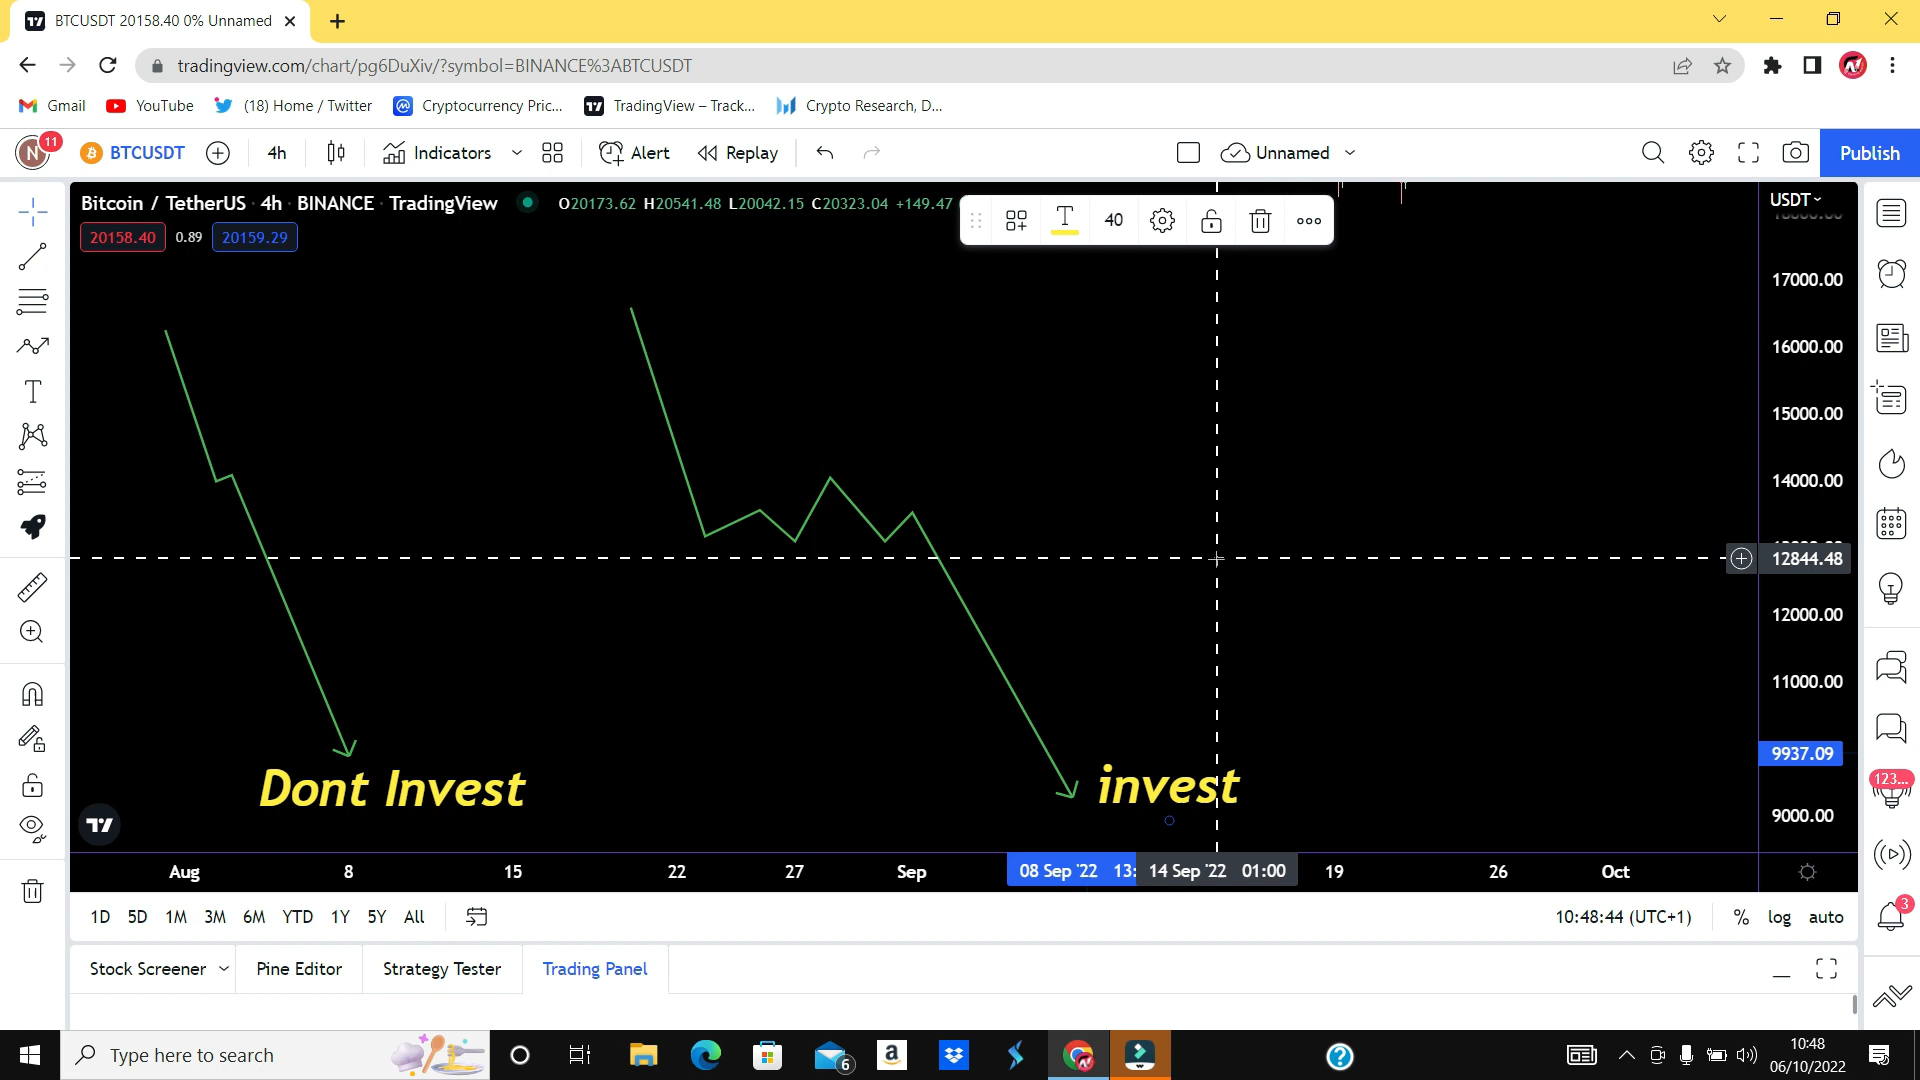 BTCUSDT 20158.40 0% Unnamed
tradingview.com/chart/pg6DuXiv/?symbol=BINANCE%3ABTCUSDT
Gmail YouTube (18) Home / Twitter Cryptocurrency Pric... TradingView – Track... Crypto Research, D...
N 11 BTCUSDT 4h Indicators Alert Replay Unnamed Publish
Bitcoin / TetherUS · 4h · BINANCE · TradingView O20173.62 H20541.48 L20042.15 C20323.04 +149.47
USDT
T 40
20158.40 0.89 20159.29
17000.00
16000.00
15000.00
14000.00
12844.48
12000.00
11000.00
9937.09
9000.00
Dont Invest
invest
123...
Aug 8 15 22 27 Sep 08 Sep '22 13: 14 Sep '22 01:00 19 26 Oct
1D 5D 1M 3M 6M YTD 1Y 5Y All 10:48:44 (UTC+1) % log auto
3
Stock Screener Pine Editor Strategy Tester Trading Panel
Type here to search
6
10:48
06/10/2022